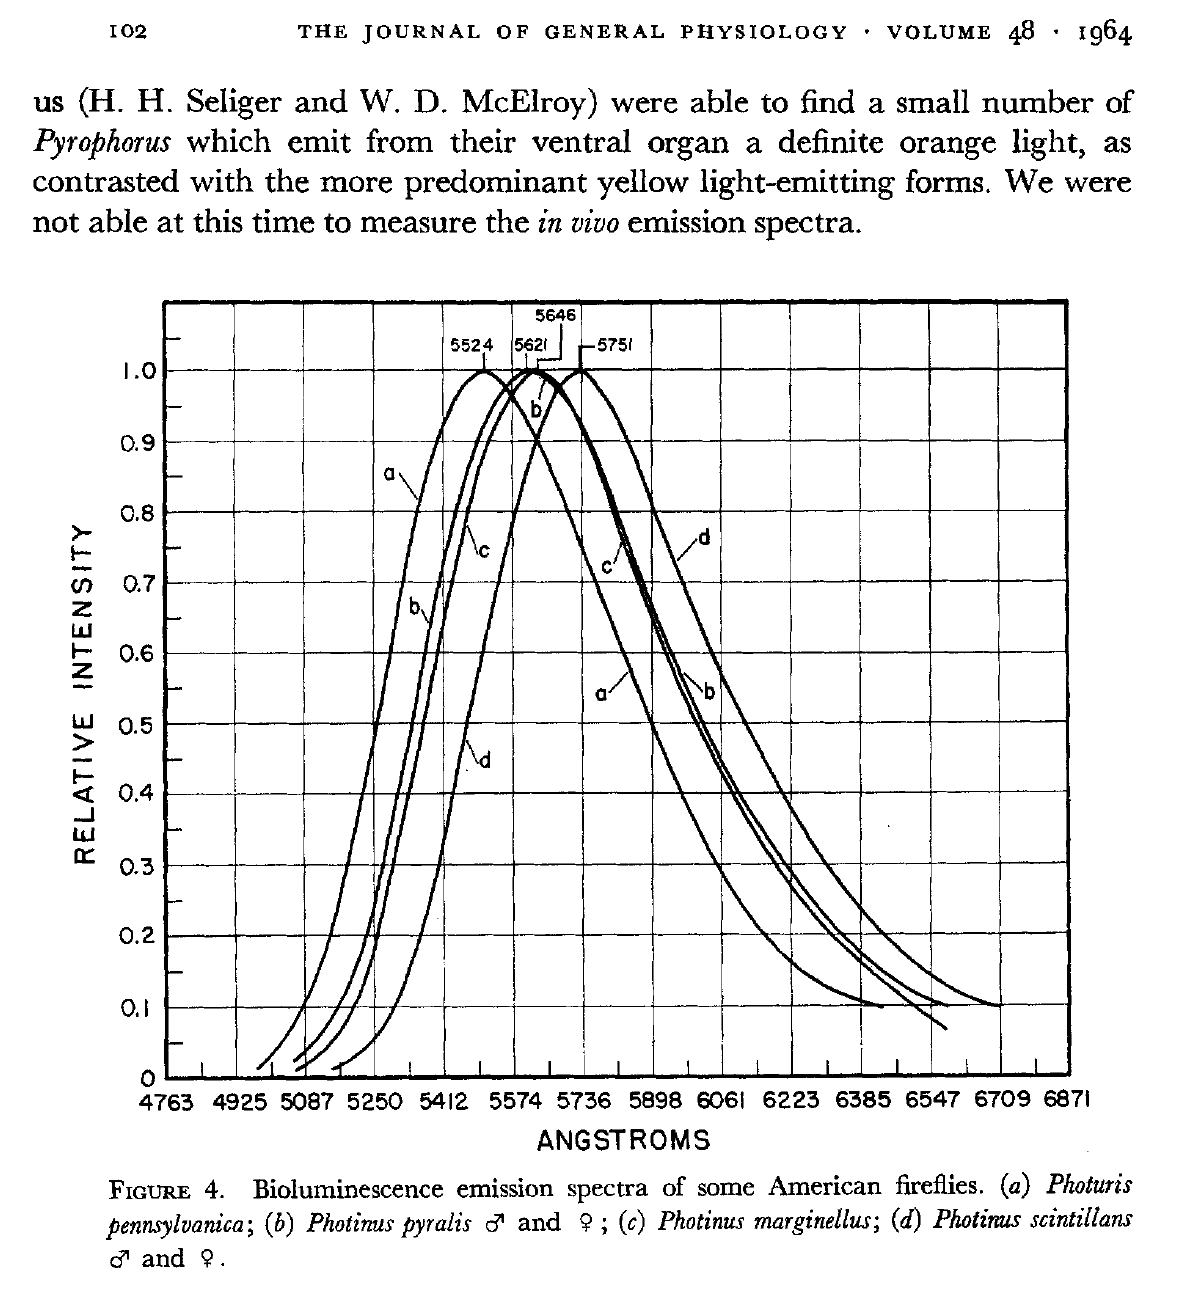 102 THE JOURNAL OF GENERAL PHYSIOLOGY · VOLUME 48 · 1964
us (H. H. Seliger and W. D. McElroy) were able to find a small number of
Pyrophorus which emit from their ventral organ a definite orange light, as
contrasted with the more predominant yellow light-emitting forms. We were
not able at this time to measure the in vivo emission spectra.
5646
5524 5621 5751
1.0
b
0.9
a
0.8
d
c
c
0.7
b
0.6
a b
0.5
d
0.4
0.3
0.2
0.1
0
RELATIVE INTENSITY
4763 4925 5087 5250 5412 5574 5736 5898 6061 6223 6385 6547 6709 6871
ANGSTROMS
FIGURE 4. Bioluminescence emission spectra of some American fireflies. (a) Photuris
pennsylvanica; (b) Photinus pyralis ♂ and ♀; (c) Photinus marginellus; (d) Photinus scintillans
♂ and ♀.